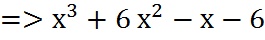 => x³ + 6 x² − x − 6